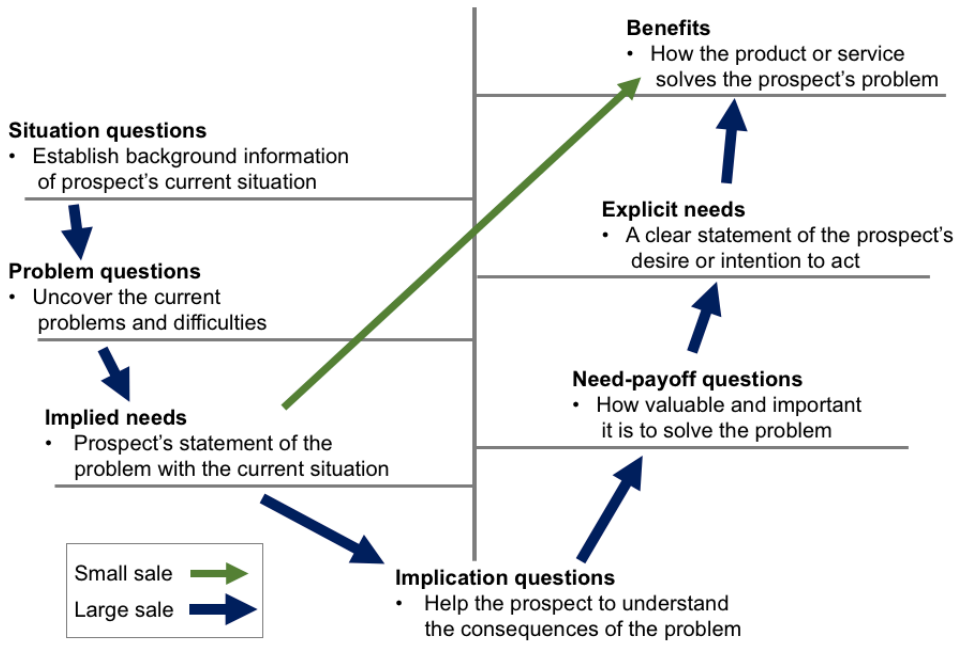 Situation questions
• Establish background information
of prospect's current situation
Problem questions
• Uncover the current
problems and difficulties
Implied needs
• Prospect's statement of the
problem with the current situation
Implication questions
• Help the prospect to understand
the consequences of the problem
Need-payoff questions
• How valuable and important
it is to solve the problem
Explicit needs
• A clear statement of the prospect's
desire or intention to act
Benefits
• How the product or service
solves the prospect's problem
Small sale
Large sale